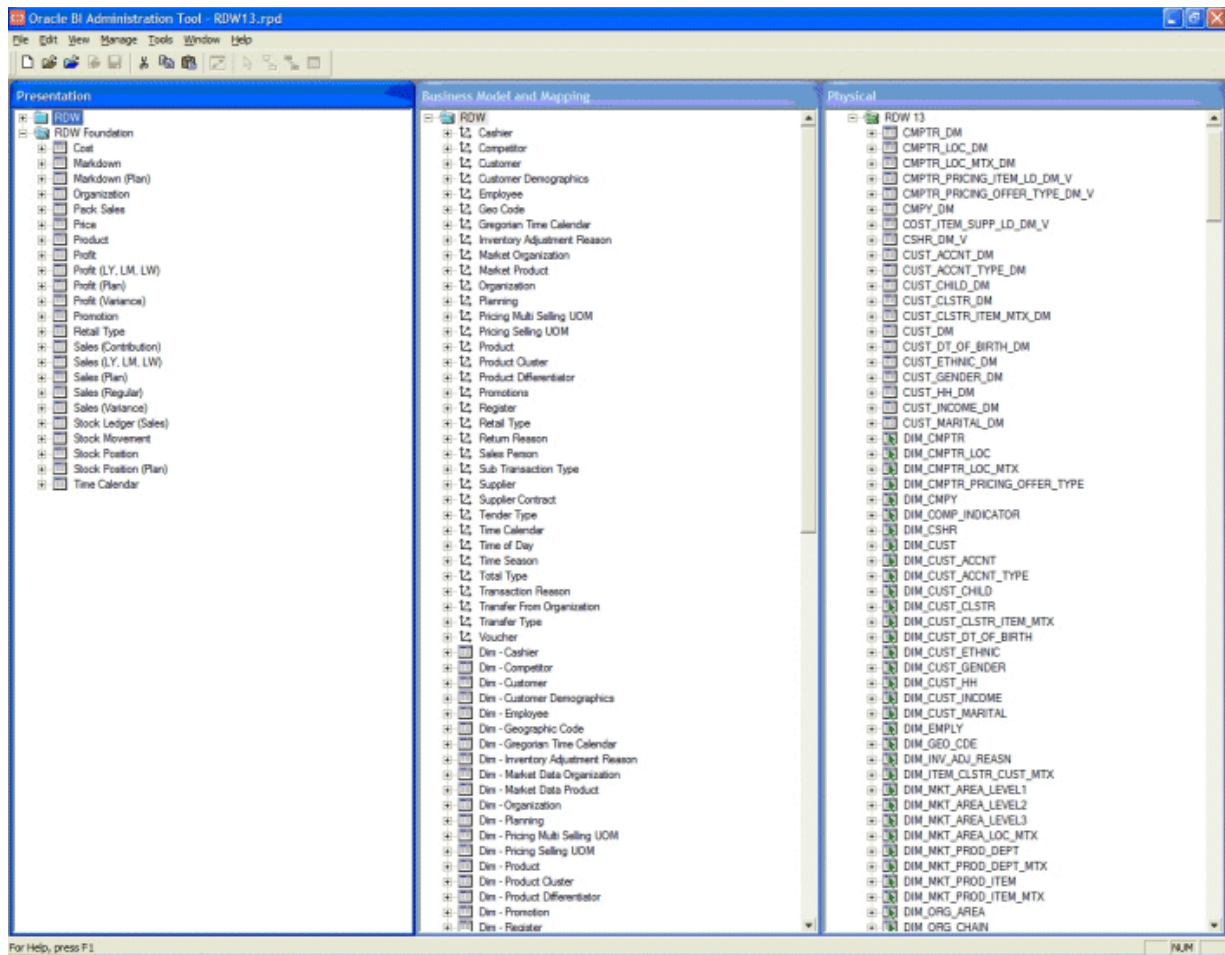 Oracle BI Administration Tool - RDW13.rpd
File Edit View Manage Tools Window Help
Presentation
RDW
RDW Foundation
Cost
Markdown
Markdown (Plan)
Organization
Pack Sales
Price
Product
Profit
Profit (LY, LM, LW)
Profit (Plan)
Profit (Variance)
Promotion
Retail Type
Sales (Contribution)
Sales (LY, LM, LW)
Sales (Plan)
Sales (Regular)
Sales (Variance)
Stock Ledger (Sales)
Stock Movement
Stock Position
Stock Position (Plan)
Time Calendar
Business Model and Mapping
RDW
Cashier
Competitor
Customer
Customer Demographics
Employee
Geo Code
Gregorian Time Calendar
Inventory Adjustment Reason
Market Organization
Market Product
Organization
Planning
Pricing Multi Selling UOM
Pricing Selling UOM
Product
Product Cluster
Product Differentiator
Promotions
Register
Retail Type
Return Reason
Sales Person
Sub Transaction Type
Supplier
Supplier Contract
Tender Type
Time Calendar
Time of Day
Time Season
Total Type
Transaction Reason
Transfer From Organization
Transfer Type
Voucher
Dim - Cashier
Dim - Competitor
Dim - Customer
Dim - Customer Demographics
Dim - Employee
Dim - Geographic Code
Dim - Gregorian Time Calendar
Dim - Inventory Adjustment Reason
Dim - Market Data Organization
Dim - Market Data Product
Dim - Organization
Dim - Planning
Dim - Pricing Multi Selling UOM
Dim - Pricing Selling UOM
Dim - Product
Dim - Product Cluster
Dim - Product Differentiator
Dim - Promotion
Dim - Register
Physical
RDW 13
CMPTR_DM
CMPTR_LOC_DM
CMPTR_LOC_MTX_DM
CMPTR_PRICING_ITEM_LD_DM_V
CMPTR_PRICING_OFFER_TYPE_DM_V
CMPY_DM
COST_ITEM_SUPP_LD_DM_V
CSHR_DM_V
CUST_ACCNT_DM
CUST_ACCNT_TYPE_DM
CUST_CHILD_DM
CUST_CLSTR_DM
CUST_CLSTR_ITEM_MTX_DM
CUST_DM
CUST_DT_OF_BIRTH_DM
CUST_ETHNIC_DM
CUST_GENDER_DM
CUST_HH_DM
CUST_INCOME_DM
CUST_MARITAL_DM
DIM_CMPTR
DIM_CMPTR_LOC
DIM_CMPTR_LOC_MTX
DIM_CMPTR_PRICING_OFFER_TYPE
DIM_CMPY
DIM_COMP_INDICATOR
DIM_CSHR
DIM_CUST
DIM_CUST_ACCNT
DIM_CUST_ACCNT_TYPE
DIM_CUST_CHILD
DIM_CUST_CLSTR
DIM_CUST_CLSTR_ITEM_MTX
DIM_CUST_DT_OF_BIRTH
DIM_CUST_ETHNIC
DIM_CUST_GENDER
DIM_CUST_HH
DIM_CUST_INCOME
DIM_CUST_MARITAL
DIM_EMPLY
DIM_GEO_CDE
DIM_INV_ADJ_REASN
DIM_ITEM_CLSTR_CUST_MTX
DIM_MKT_AREA_LEVEL1
DIM_MKT_AREA_LEVEL2
DIM_MKT_AREA_LEVEL3
DIM_MKT_AREA_LOC_MTX
DIM_MKT_PROD_DEPT
DIM_MKT_PROD_DEPT_MTX
DIM_MKT_PROD_ITEM
DIM_MKT_PROD_ITEM_MTX
DIM_ORG_AREA
DIM_ORG_CHAIN
For Help, press F1
NUM